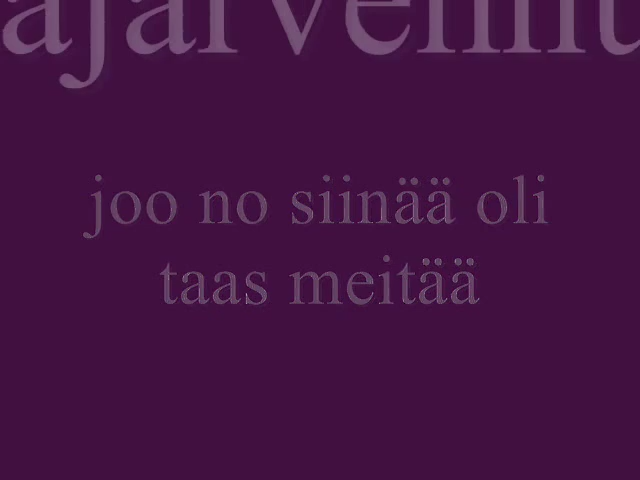 joo no siinää oli
taas meitää